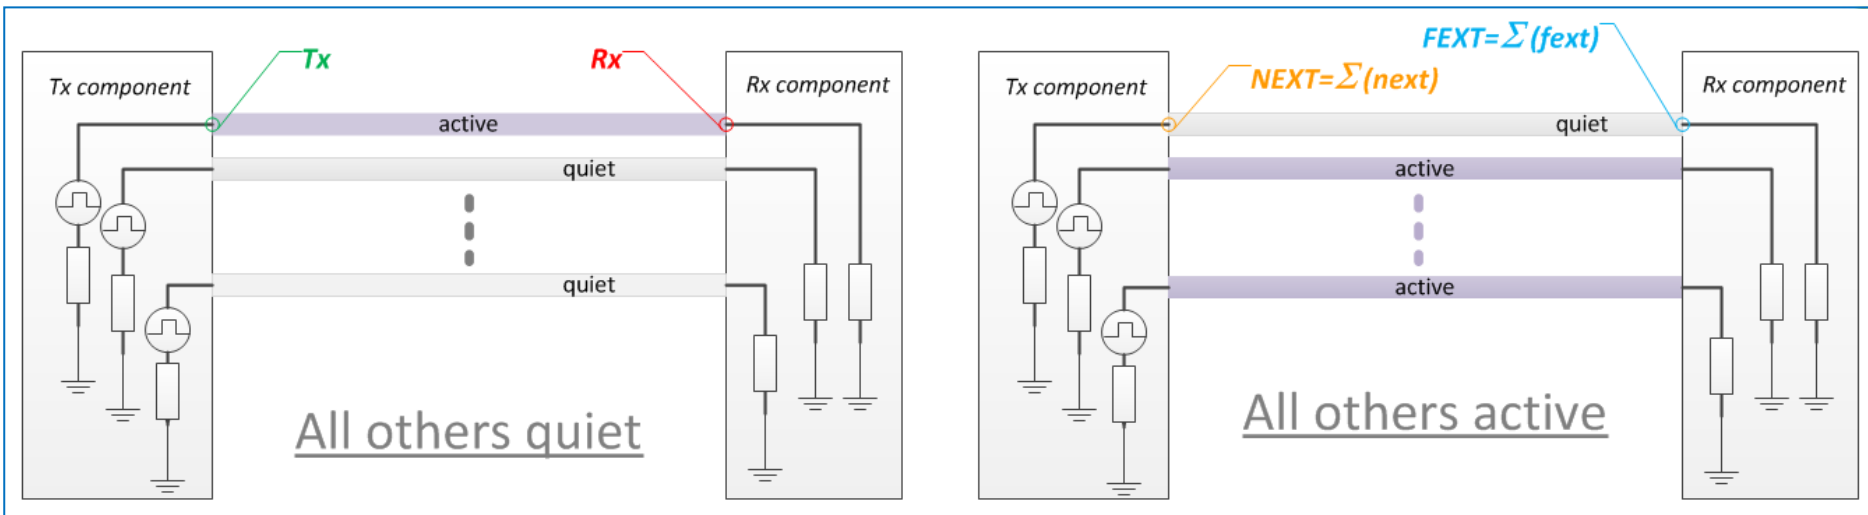 Tx
Rx
Tx component
Rx component
active
quiet
quiet
All others quiet
FEXT=Σ(fext)
NEXT=Σ(next)
Tx component
Rx component
quiet
active
active
All others active